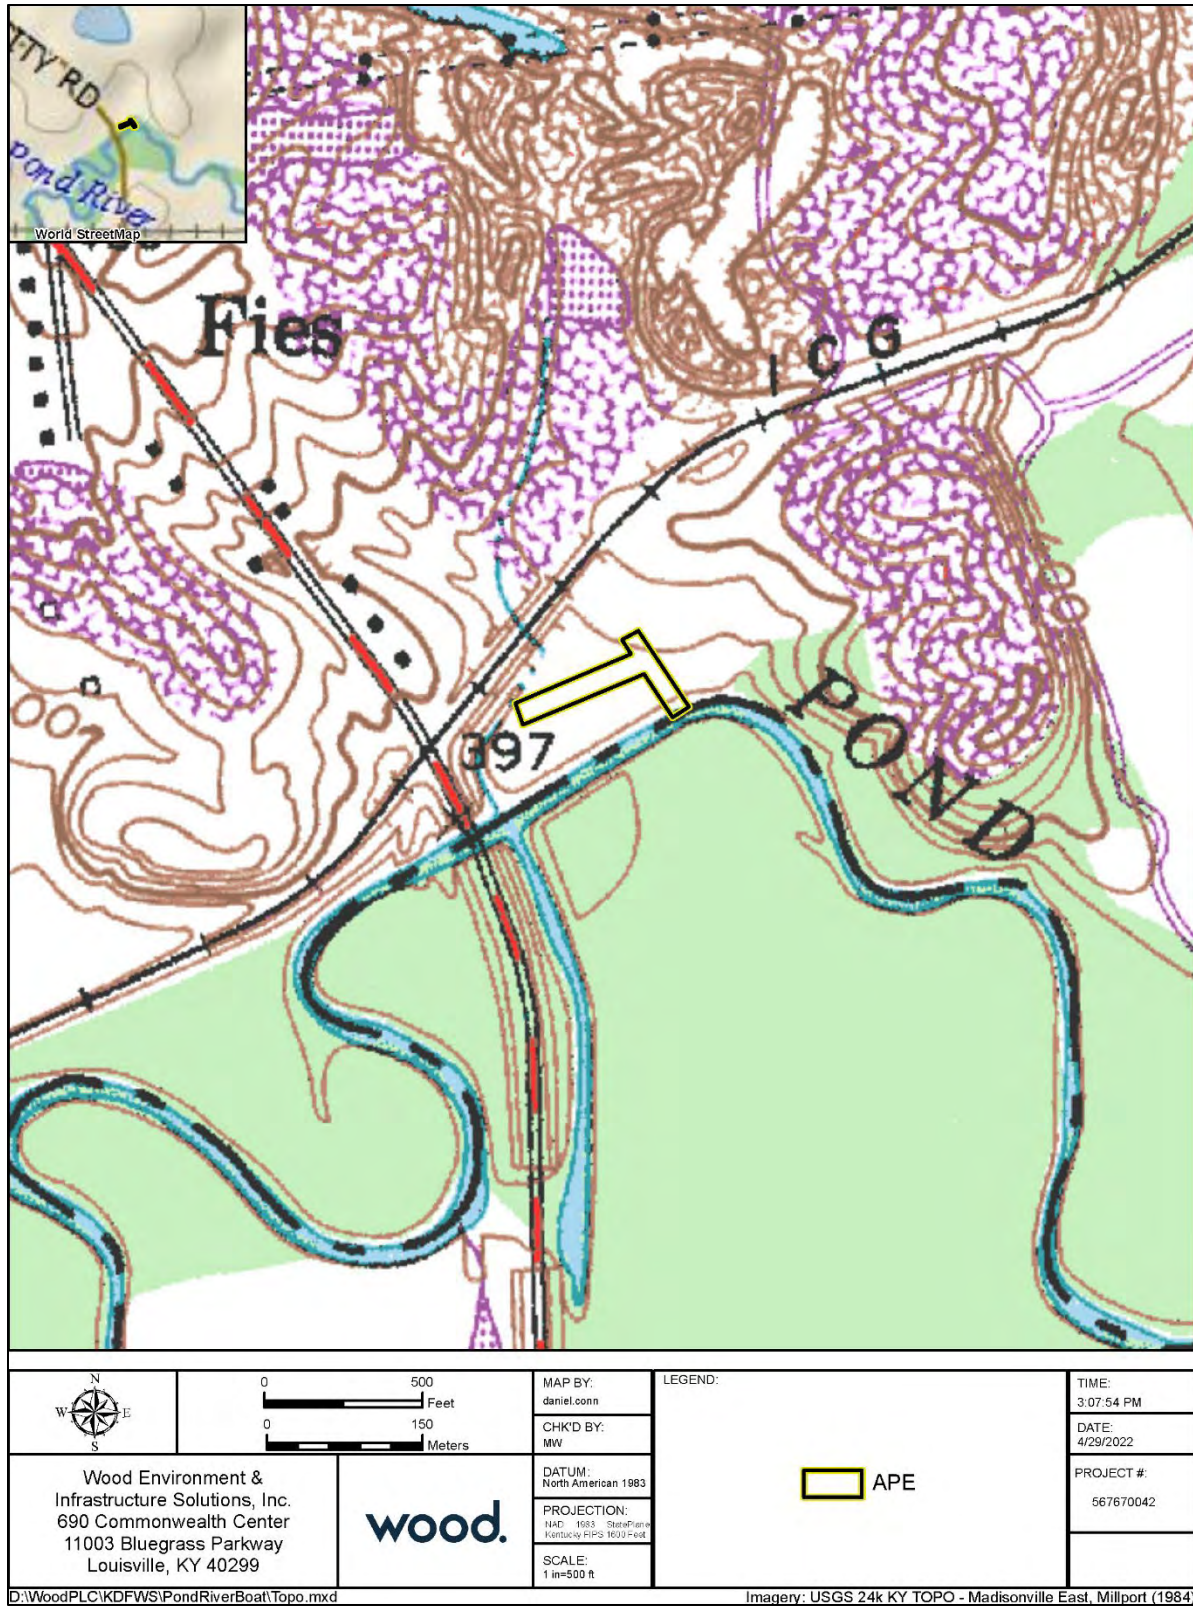 ITY RD
Pond River
World StreetMap
Fies
I C G
397
POND
N
W E
S
0 500
Feet
0 150
Meters
MAP BY:
daniel.conn
CHK'D BY:
MW
DATUM:
North American 1983
PROJECTION:
NAD 1983 StatePlane
Kentucky FIPS 1600 Feet
SCALE:
1 in=500 ft
LEGEND:
APE
TIME:
3:07:54 PM
DATE:
4/29/2022
PROJECT #:
567670042
Wood Environment &
Infrastructure Solutions, Inc.
690 Commonwealth Center
11003 Bluegrass Parkway
Louisville, KY 40299
wood.
D:\WoodPLC\KDFWS\PondRiverBoat\Topo.mxd
Imagery: USGS 24k KY TOPO - Madisonville East, Millport (1984)